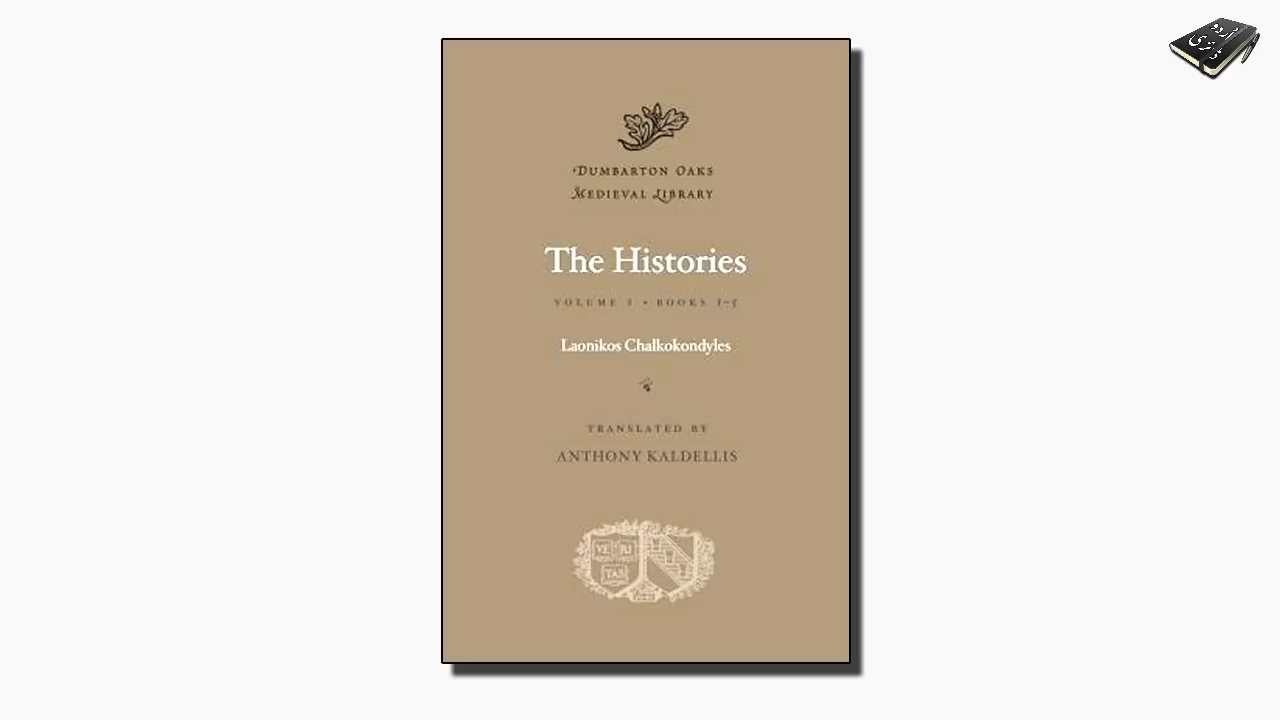 Dumbarton Oaks
Medieval Library
The Histories
VOLUME I • BOOKS 1–5
Laonikos Chalkokondyles
TRANSLATED BY
ANTHONY KALDELLIS
VE RI
TAS